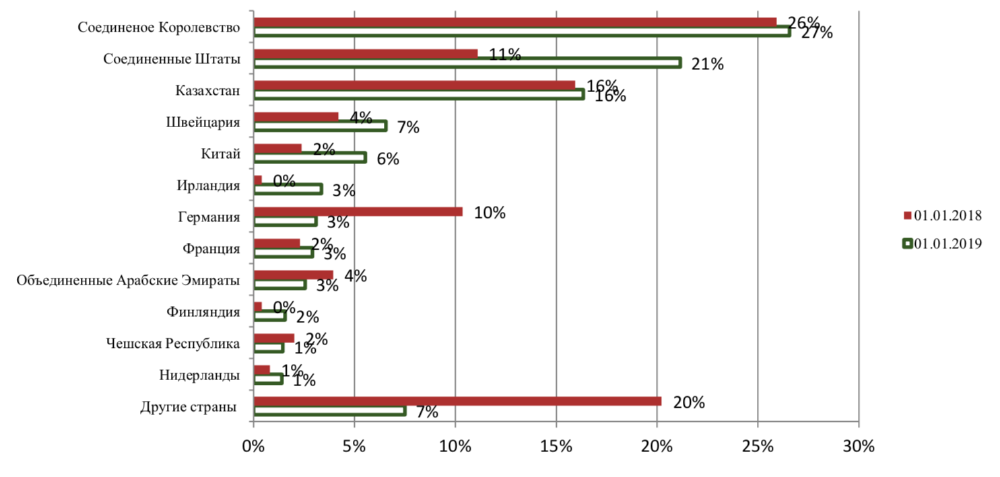 Соединеное Королевство
26%
27%
Соединенные Штаты
11%
21%
Казахстан
16%
16%
Швейцария
4%
7%
Китай
2%
6%
Ирландия
0%
3%
Германия
10%
3%
Франция
2%
3%
Объединенные Арабские Эмираты
4%
3%
Финляндия
0%
2%
Чешская Республика
2%
1%
Нидерланды
1%
1%
Другие страны
20%
7%
0% 5% 10% 15% 20% 25% 30%
01.01.2018
01.01.2019